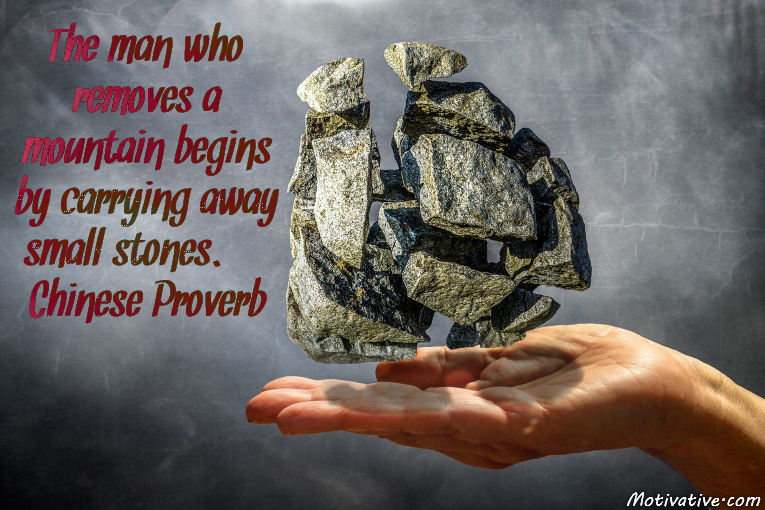 The man who
removes a
mountain begins
by carrying away
small stones.
Chinese Proverb
Motivative.com